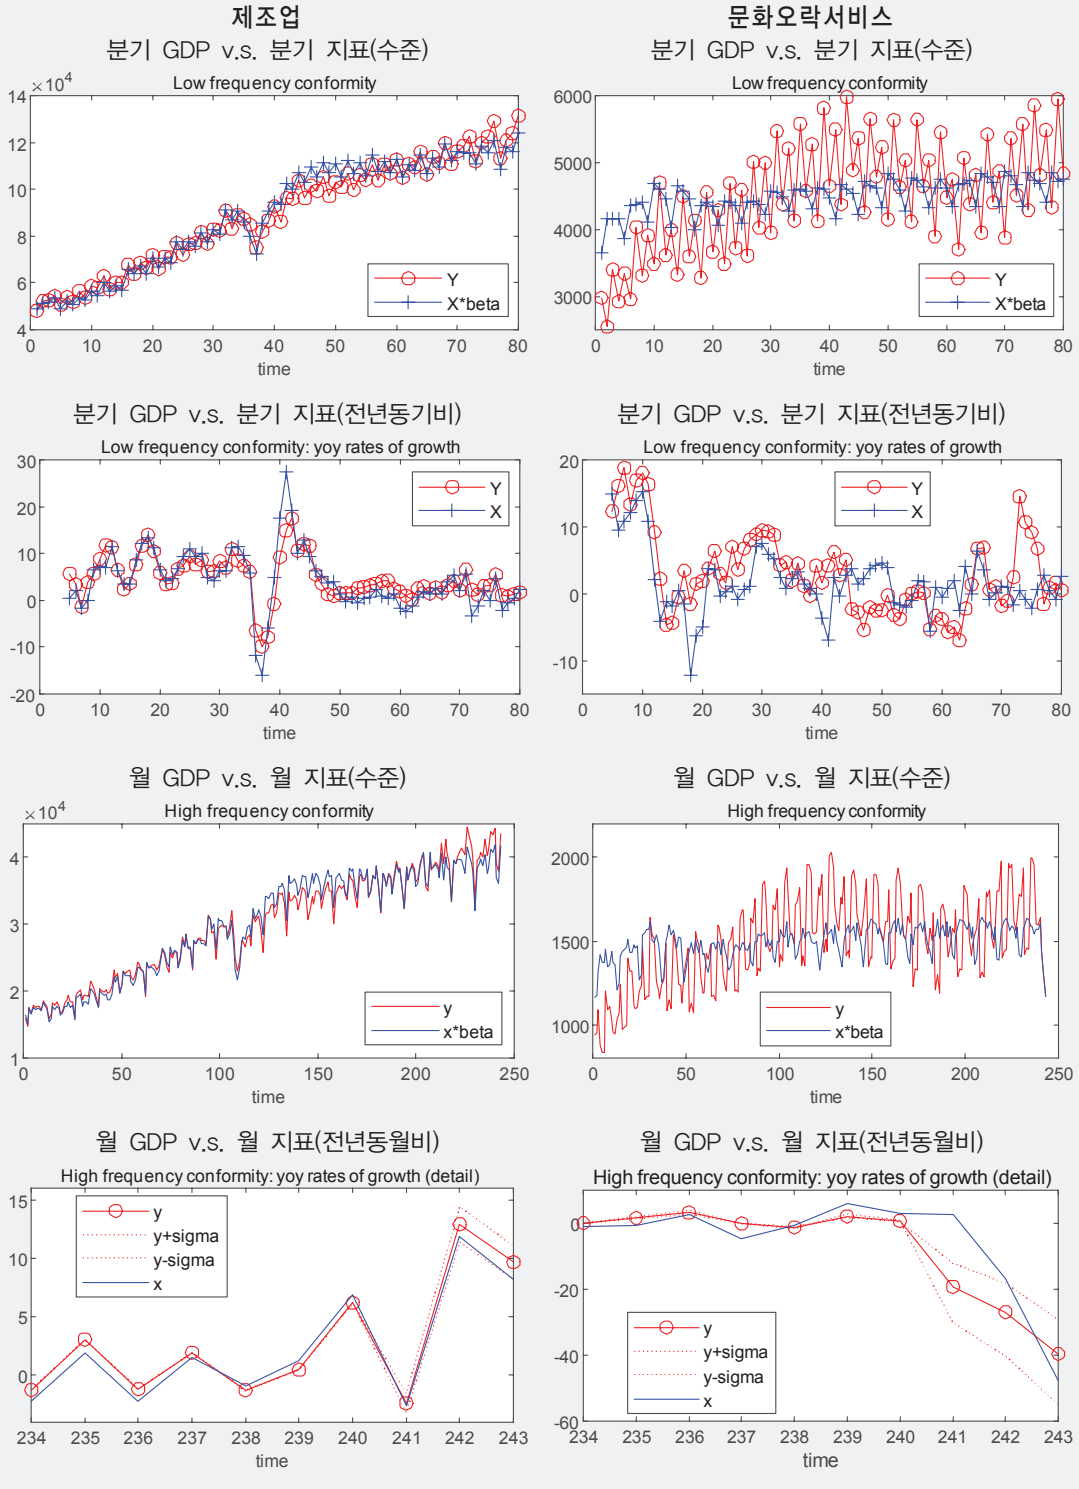 제조업
분기 GDP v.s. 분기 지표(수준)
Low frequency conformity
×10⁴
14
12
10
8
6
4
0 10 20 30 40 50 60 70 80
time
Y
X*beta
문화오락서비스
분기 GDP v.s. 분기 지표(수준)
Low frequency conformity
6000
5000
4000
3000
0 10 20 30 40 50 60 70 80
time
Y
X*beta
분기 GDP v.s. 분기 지표(전년동기비)
Low frequency conformity: yoy rates of growth
30
20
10
0
-10
-20
0 10 20 30 40 50 60 70 80
time
Y
X
분기 GDP v.s. 분기 지표(전년동기비)
Low frequency conformity: yoy rates of growth
20
10
0
-10
0 10 20 30 40 50 60 70 80
time
Y
X
월 GDP v.s. 월 지표(수준)
High frequency conformity
×10⁴
4
3
2
1
0 50 100 150 200 250
time
y
x*beta
월 GDP v.s. 월 지표(수준)
High frequency conformity
2000
1500
1000
0 50 100 150 200 250
time
y
x*beta
월 GDP v.s. 월 지표(전년동월비)
High frequency conformity: yoy rates of growth (detail)
15
10
5
0
234 235 236 237 238 239 240 241 242 243
time
y
y+sigma
y-sigma
x
월 GDP v.s. 월 지표(전년동월비)
High frequency conformity: yoy rates of growth (detail)
0
-20
-40
-60
234 235 236 237 238 239 240 241 242 243
time
y
y+sigma
y-sigma
x